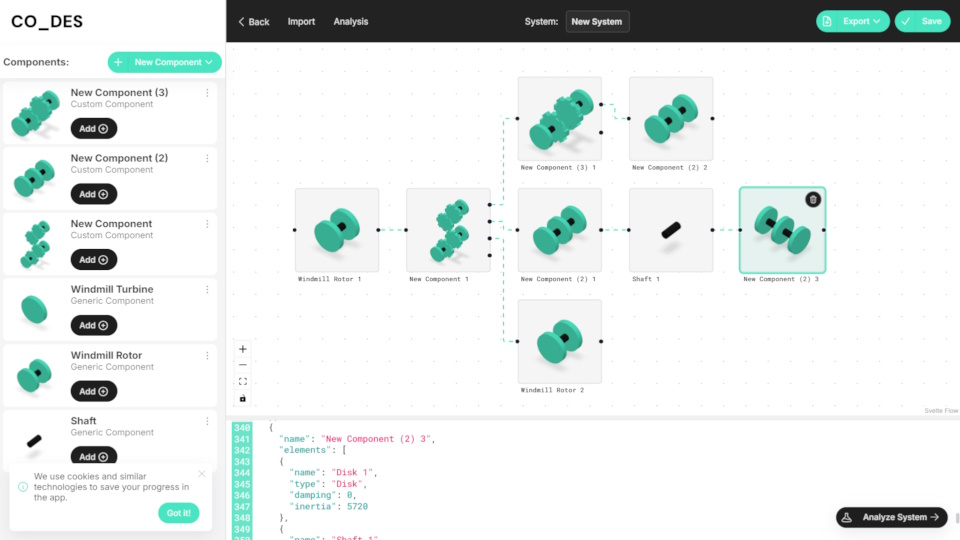 CO_DES
Back
Import
Analysis
System:
New System
Export
Save
Components:
New Component
New Component (3)
Custom Component
Add
New Component (2)
Custom Component
Add
New Component
Custom Component
Add
Windmill Turbine
Generic Component
Add
Windmill Rotor
Generic Component
Add
Shaft
Generic Component
Add
We use cookies and similar
technologies to save your progress in
the app.
Got it!
New Component (3) 1
New Component (2) 2
Windmill Rotor 1
New Component 1
New Component (2) 1
Shaft 1
New Component (2) 3
Windmill Rotor 2
Svelte Flow
340 {
341 "name": "New Component (2) 3",
342 "elements": [
343 {
344 "name": "Disk 1",
345 "type": "Disk",
346 "damping": 0,
347 "inertia": 5720
348 },
349 {
"name": "Shaft 1"
Analyze System